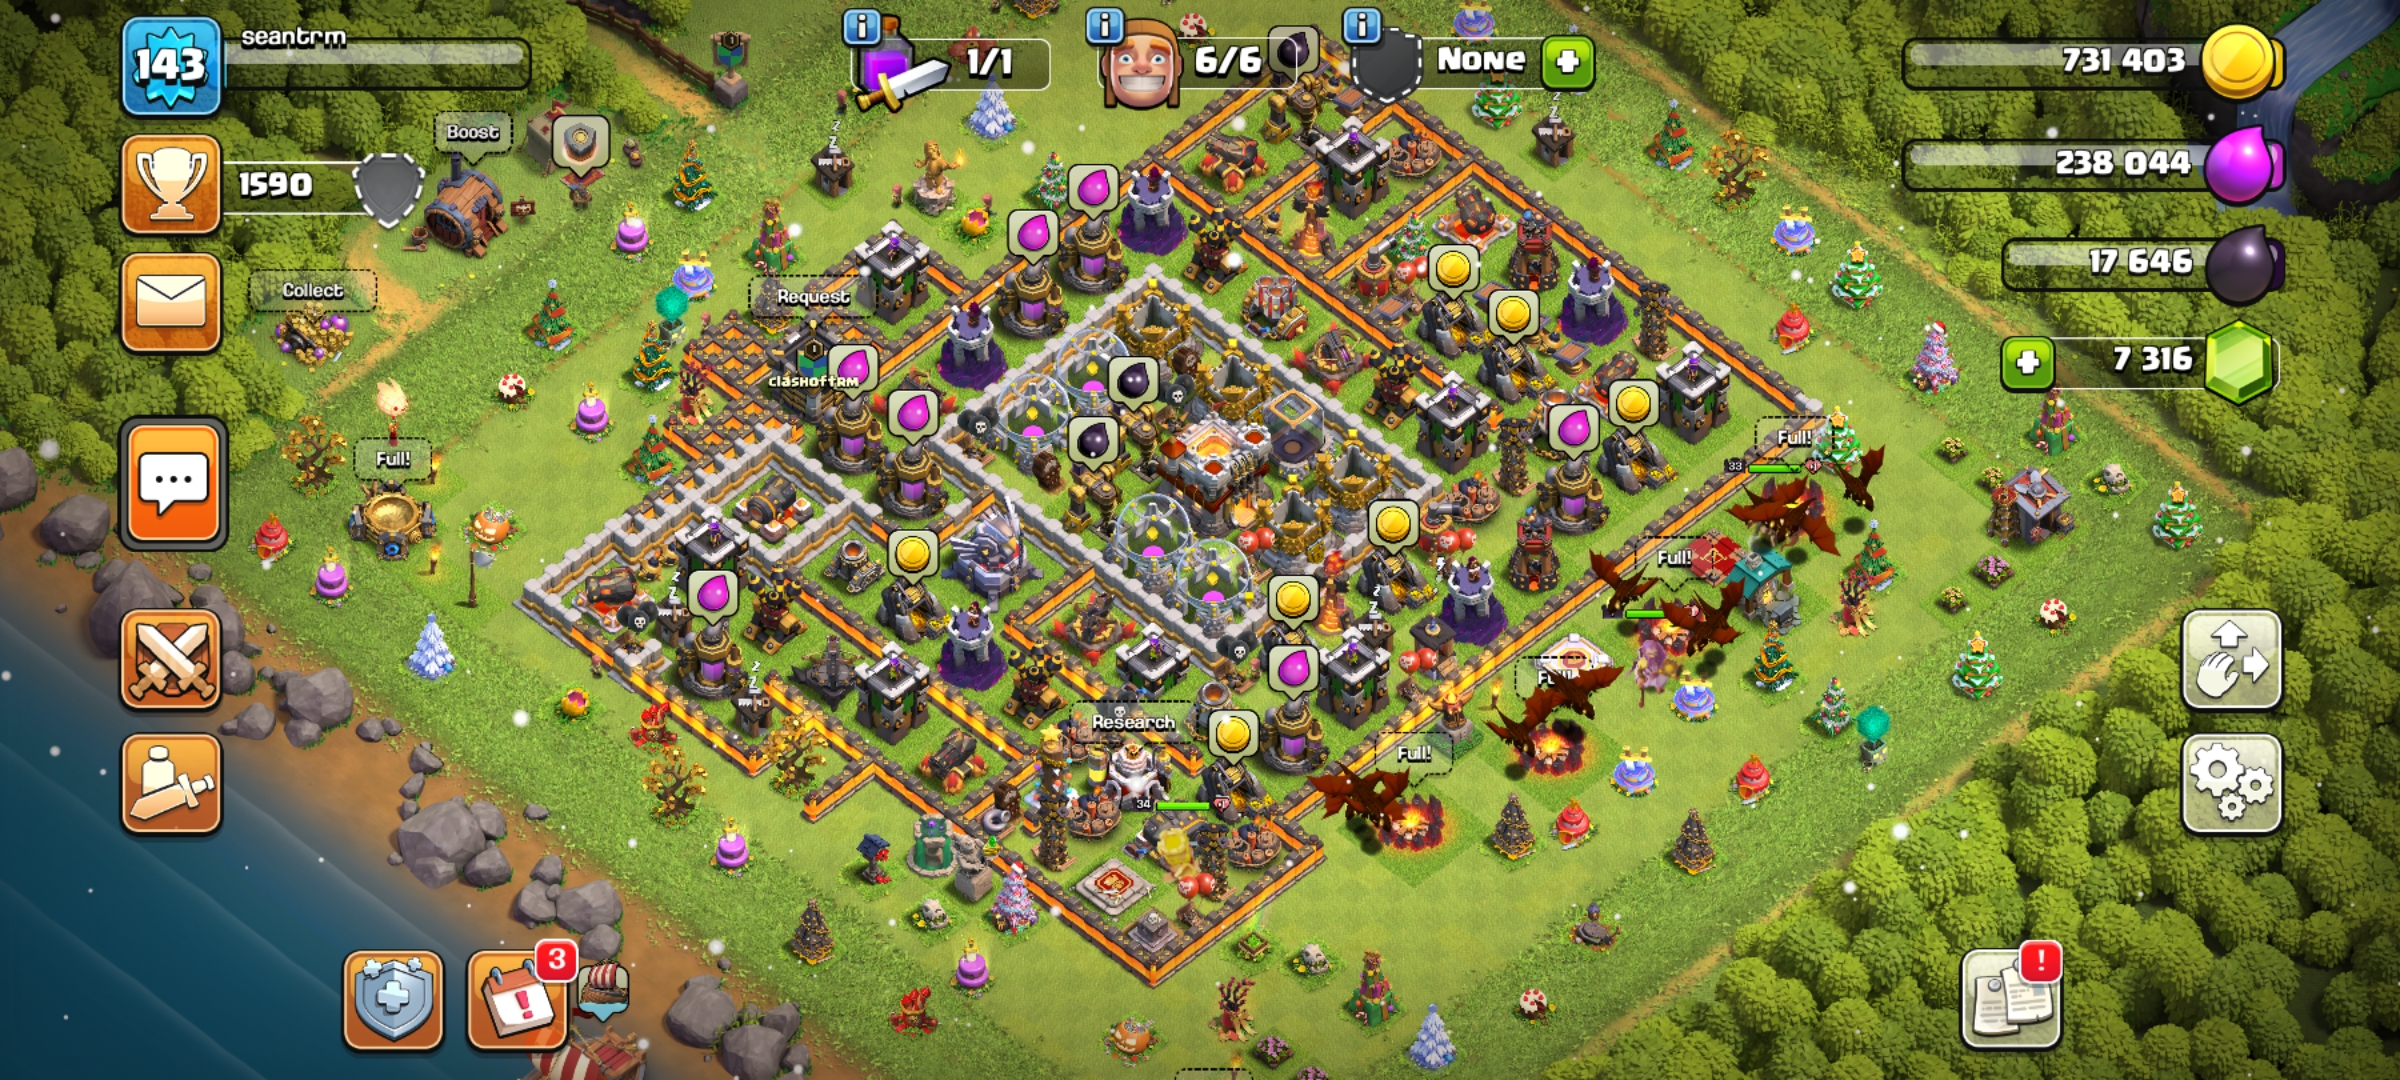 143
seantrm
1/1
6/6
None
731 403
Boost
238 044
1590
17 646
Collect
Request
7 316
clashoftrm
Full!
Full!
33
Full!
Full!
Research
Full!
34
3
!